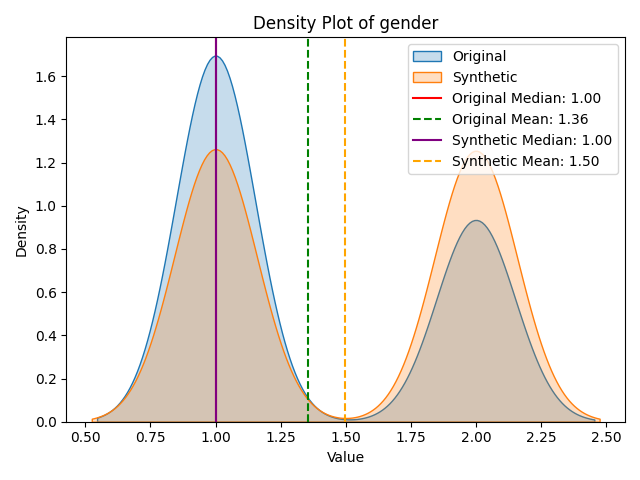 Density Plot of gender
Original
Synthetic
Original Median: 1.00
Original Mean: 1.36
Synthetic Median: 1.00
Synthetic Mean: 1.50
Density
1.6
1.4
1.2
1.0
0.8
0.6
0.4
0.2
0.0
0.50 0.75 1.00 1.25 1.50 1.75 2.00 2.25 2.50
Value